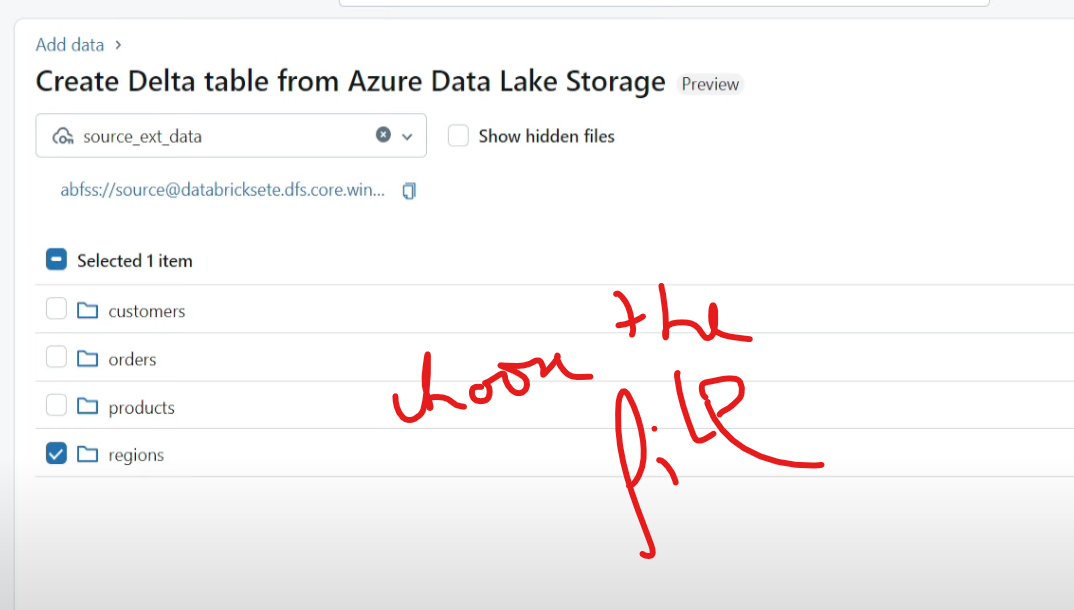 Add data >
Create Delta table from Azure Data Lake Storage Preview
source_ext_data
Show hidden files
abfss://source@databricksete.dfs.core.win...
Selected 1 item
customers
orders
products
regions
choose the
file